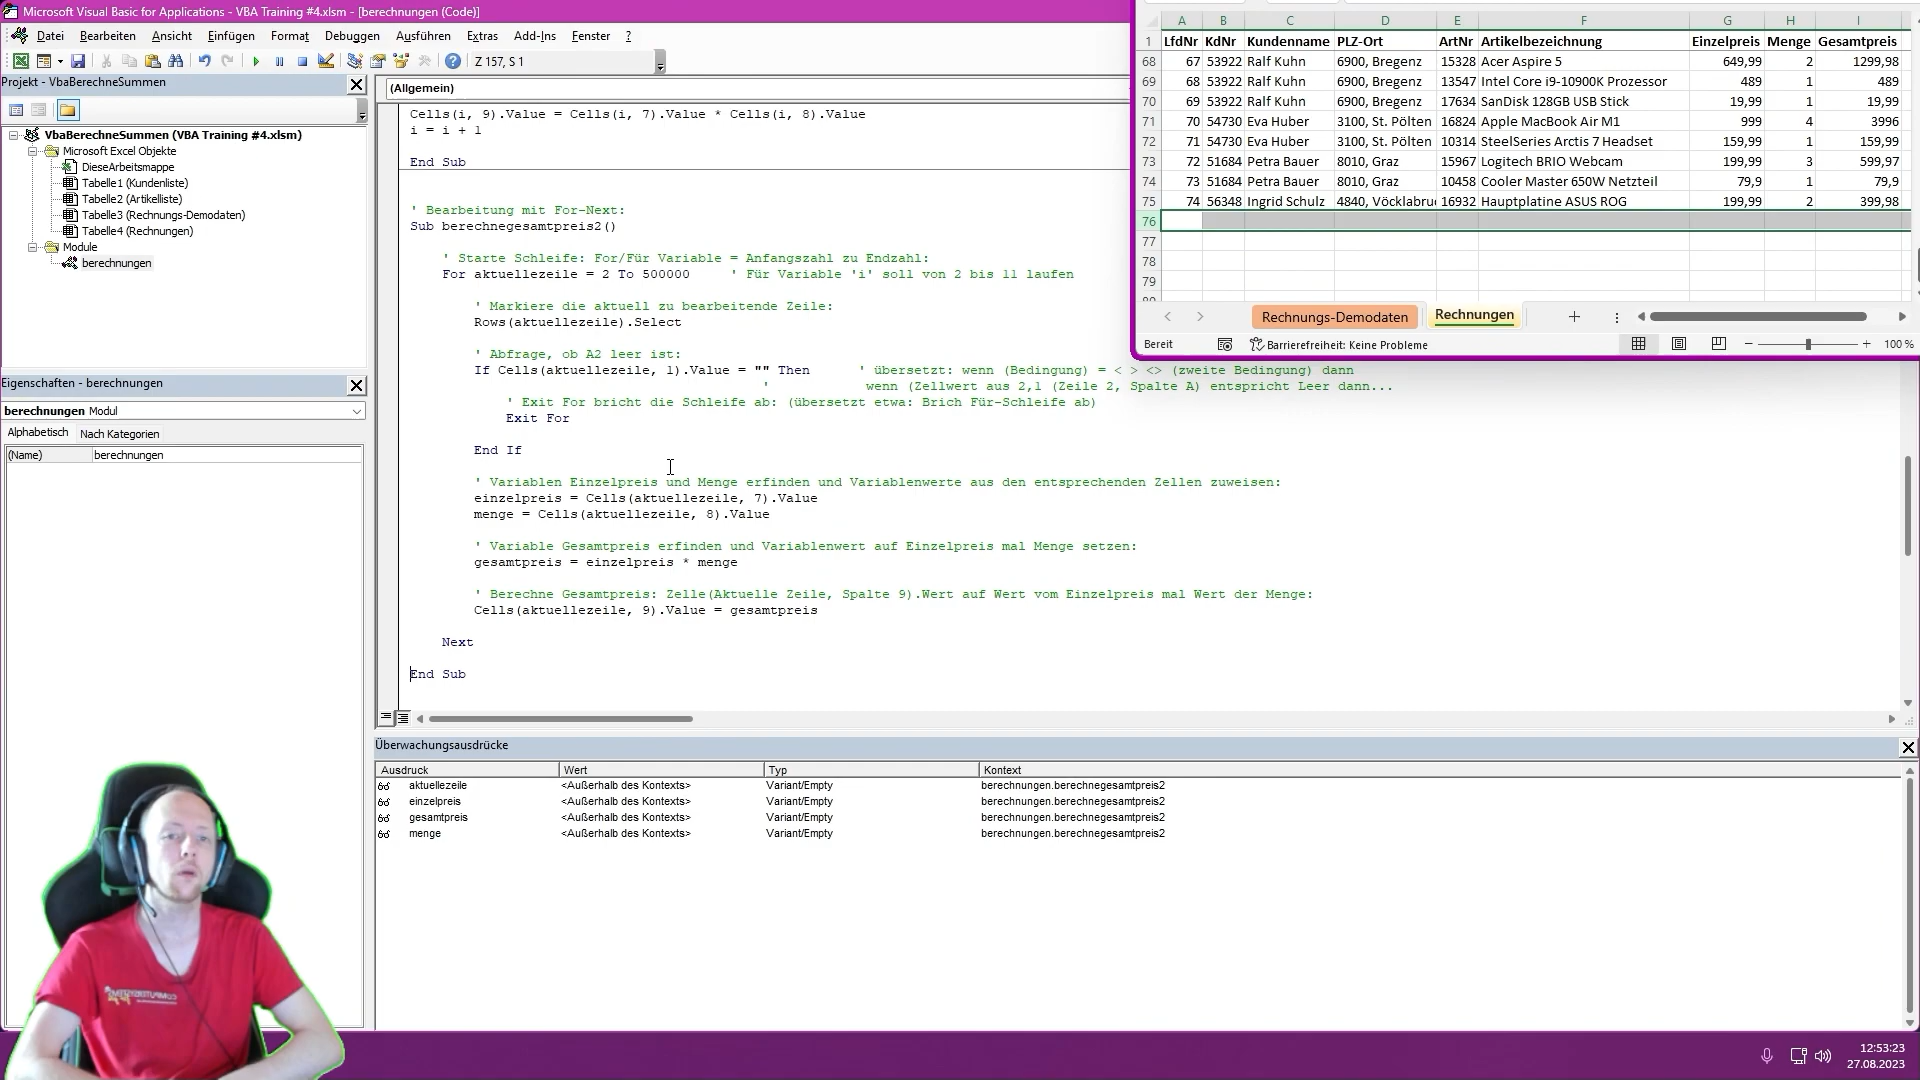 Microsoft Visual Basic for Applications - VBA Training #4.xlsm - [berechnungen (Code)]
Datei Bearbeiten Ansicht Einfügen Format Debuggen Ausführen Extras Add-Ins Fenster ?
Z 157, S 1
Projekt - VbaBerechneSummen
VbaBerechneSummen (VBA Training #4.xlsm)
Microsoft Excel Objekte
DieseArbeitsmappe
Tabelle1 (Kundenliste)
Tabelle2 (Artikelliste)
Tabelle3 (Rechnungs-Demodaten)
Tabelle4 (Rechnungen)
Module
berechnungen
Eigenschaften - berechnungen
berechnungen Modul
Alphabetisch Nach Kategorien
(Name) berechnungen
(Allgemein)
Cells(i, 9).Value = Cells(i, 7).Value * Cells(i, 8).Value
i = i + 1
End Sub
' Bearbeitung mit For-Next:
Sub berechnegesamtpreis2()
' Starte Schleife: For/Für Variable = Anfangszahl zu Endzahl:
For aktuellezeile = 2 To 500000 ' Für Variable 'i' soll von 2 bis 11 laufen
' Markiere die aktuell zu bearbeitende Zeile:
Rows(aktuellezeile).Select
' Abfrage, ob A2 leer ist:
If Cells(aktuellezeile, 1).Value = "" Then ' übersetzt: wenn (Bedingung) = < > <> (zweite Bedingung) dann
' wenn (Zellwert aus 2,1 (Zeile 2, Spalte A) entspricht Leer dann...
' Exit For bricht die Schleife ab: (übersetzt etwa: Brich Für-Schleife ab)
Exit For
End If
' Variablen Einzelpreis und Menge erfinden und Variablenwerte aus den entsprechenden Zellen zuweisen:
einzelpreis = Cells(aktuellezeile, 7).Value
menge = Cells(aktuellezeile, 8).Value
' Variable Gesamtpreis erfinden und Variablenwert auf Einzelpreis mal Menge setzen:
gesamtpreis = einzelpreis * menge
' Berechne Gesamtpreis: Zelle(Aktuelle Zeile, Spalte 9).Wert auf Wert vom Einzelpreis mal Wert der Menge:
Cells(aktuellezeile, 9).Value = gesamtpreis
Next
End Sub
A B C D E F G H I
1 LfdNr KdNr Kundenname PLZ-Ort ArtNr Artikelbezeichnung Einzelpreis Menge Gesamtpreis
68 67 53922 Ralf Kuhn 6900, Bregenz 15328 Acer Aspire 5 649,99 2 1299,98
69 68 53922 Ralf Kuhn 6900, Bregenz 13547 Intel Core i9-10900K Prozessor 489 1 489
70 69 53922 Ralf Kuhn 6900, Bregenz 17634 SanDisk 128GB USB Stick 19,99 1 19,99
71 70 54730 Eva Huber 3100, St. Pölten 16824 Apple MacBook Air M1 999 4 3996
72 71 54730 Eva Huber 3100, St. Pölten 10314 SteelSeries Arctis 7 Headset 159,99 1 159,99
73 72 51684 Petra Bauer 8010, Graz 15967 Logitech BRIO Webcam 199,99 3 599,97
74 73 51684 Petra Bauer 8010, Graz 10458 Cooler Master 650W Netzteil 79,9 1 79,9
75 74 56348 Ingrid Schulz 4840, Vöcklabru 16932 Hauptplatine ASUS ROG 199,99 2 399,98
76
77
78
79
Rechnungs-Demodaten Rechnungen
Bereit Barrierefreiheit: Keine Probleme 100 %
Überwachungsausdrücke
Ausdruck Wert Typ Kontext
aktuellezeile <Außerhalb des Kontexts> Variant/Empty berechnungen.berechnegesamtpreis2
einzelpreis <Außerhalb des Kontexts> Variant/Empty berechnungen.berechnegesamtpreis2
gesamtpreis <Außerhalb des Kontexts> Variant/Empty berechnungen.berechnegesamtpreis2
menge <Außerhalb des Kontexts> Variant/Empty berechnungen.berechnegesamtpreis2
12:53:23
27.08.2023